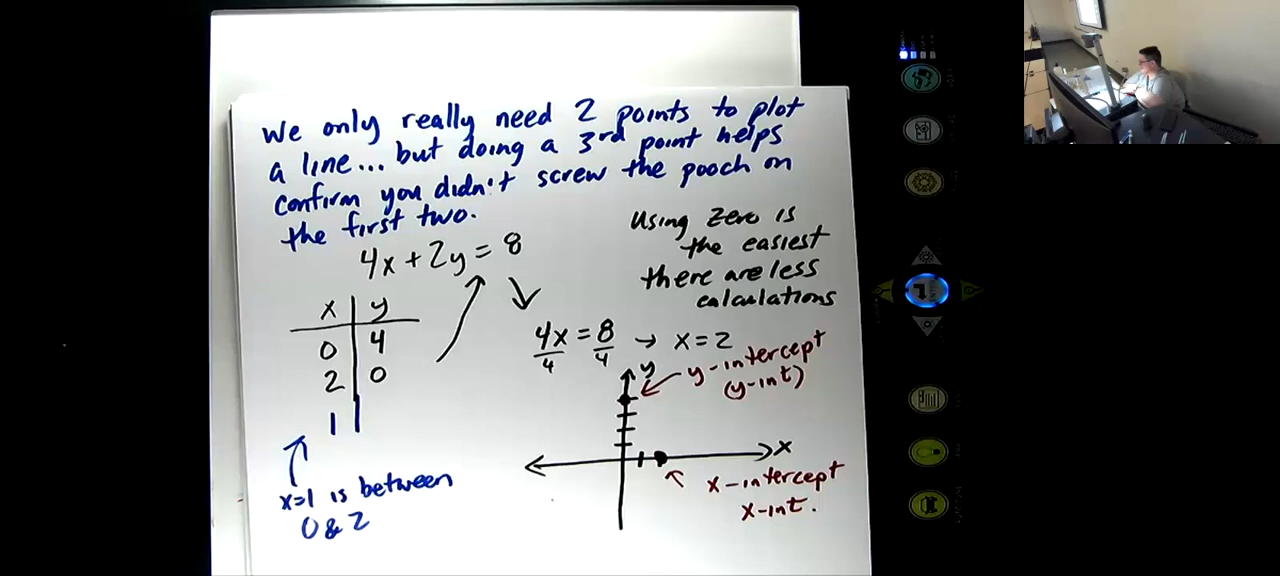 We only really need 2 points to plot
a line... but doing a 3rd point helps
confirm you didn't screw the pooch on
the first two.
Using zero is
the easiest
there are less
calculations
4x + 2y = 8
x y
0 4
2 0
1
4x = 8 → x = 2
4 4
y
y-intercept
(y-int)
x
x-intercept
x-int.
x=1 is between
0 & 2